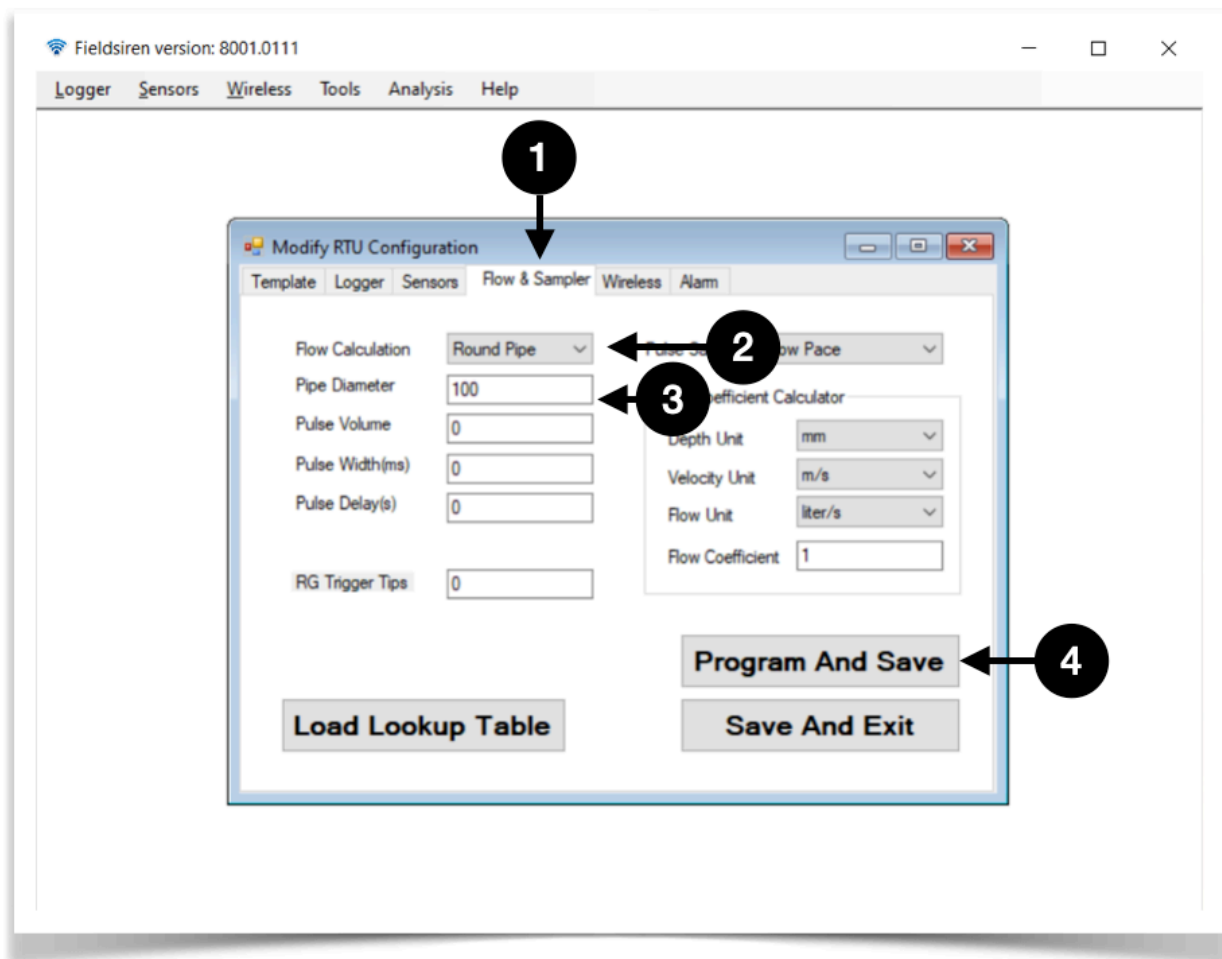 Fieldsiren version: 8001.0111
Logger Sensors Wireless Tools Analysis Help
1
Modify RTU Configuration
Template Logger Sensors Flow & Sampler Wireless Alarm
Flow Calculation Round Pipe 2 Pace
Pipe Diameter 100 3 Calculator
Pulse Volume 0 Depth Unit mm
Pulse Width(ms) 0 Velocity Unit m/s
Pulse Delay(s) 0 Flow Unit liter/s
Flow Coefficient 1
RG Trigger Tips 0
Program And Save 4
Load Lookup Table Save And Exit